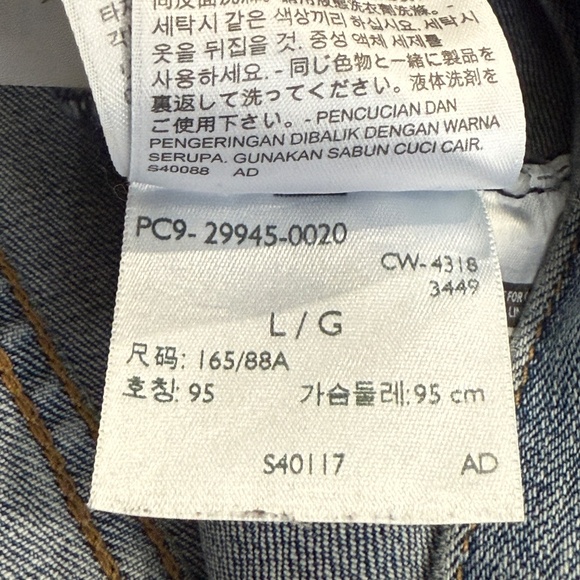 세탁시 같은 색상끼리 하십시요. 세탁시
옷을 뒤집을 것. 중성 액체 세제를
사용하세요. - 同じ色物と一緒に製品を
裏返して洗ってください。液体洗剤を
ご使用下さい。- PENCUCIAN DAN
PENGERINGAN DIBALIK DENGAN WARNA
SERUPA. GUNAKAN SABUN CUCI CAIR.
S40088 AD
PC9- 29945-0020
CW-4318
3449
L / G
尺码: 165/88A
호칭: 95 가슴둘레: 95 cm
S40117 AD